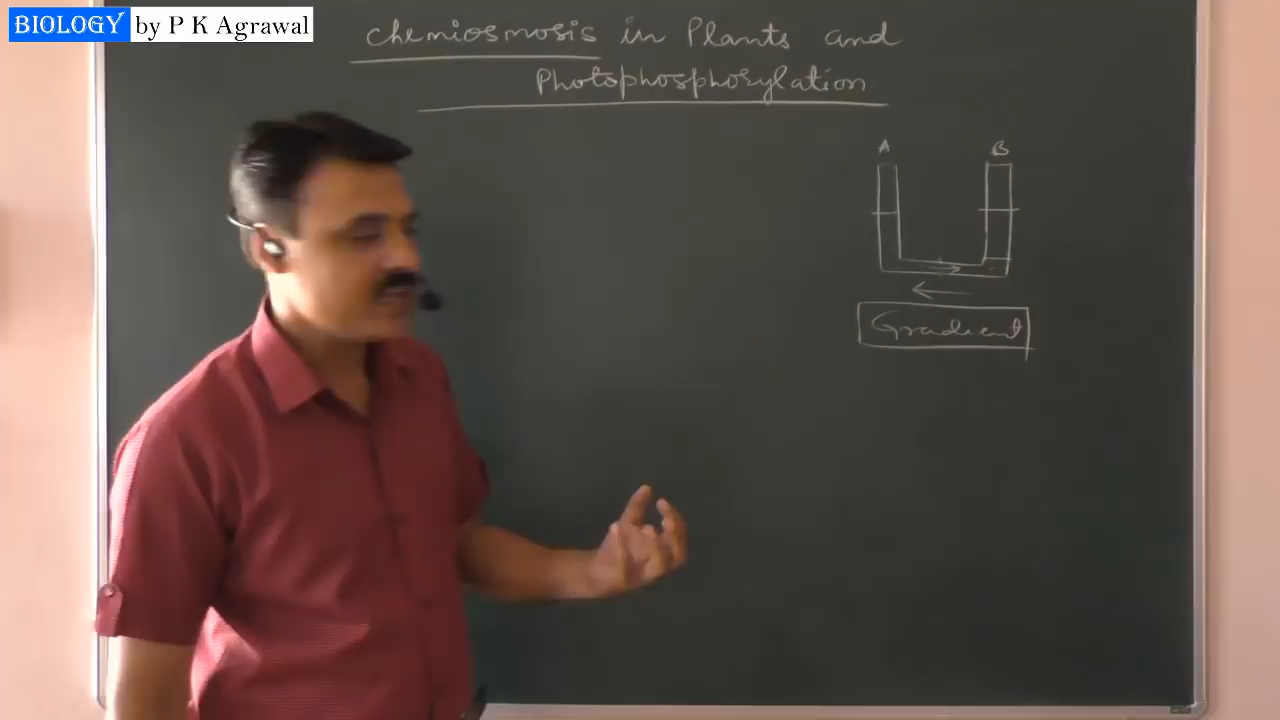 BIOLOGY by P K Agrawal
chemiosmosis in Plants and
Photophosphorylation
A B
Gradient